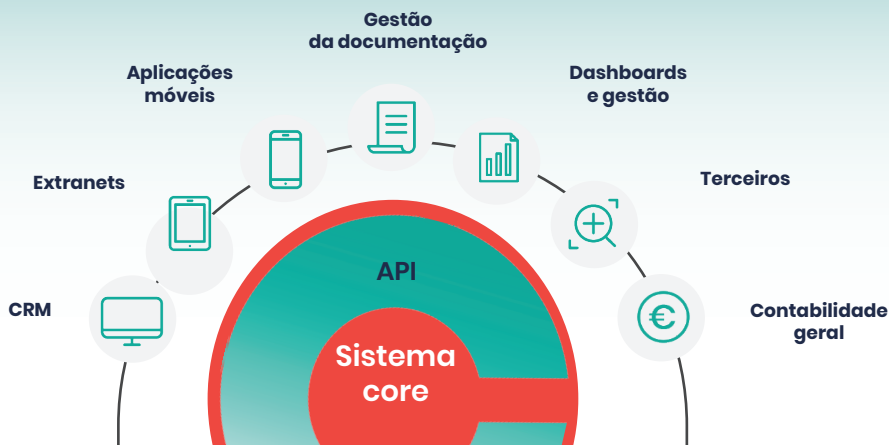 Gestão
da documentação
Aplicações
móveis
Dashboards
e gestão
Extranets
Terceiros
API
CRM
Contabilidade
geral
Sistema
core
€